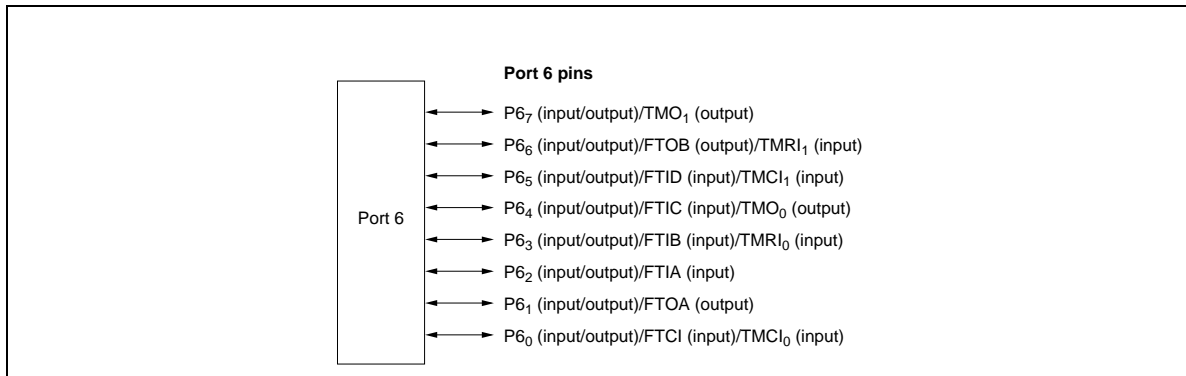 Port 6 pins
P6₇ (input/output)/TMO₁ (output)
P6₆ (input/output)/FTOB (output)/TMRI₁ (input)
P6₅ (input/output)/FTID (input)/TMCI₁ (input)
P6₄ (input/output)/FTIC (input)/TMO₀ (output)
Port 6
P6₃ (input/output)/FTIB (input)/TMRI₀ (input)
P6₂ (input/output)/FTIA (input)
P6₁ (input/output)/FTOA (output)
P6₀ (input/output)/FTCI (input)/TMCI₀ (input)